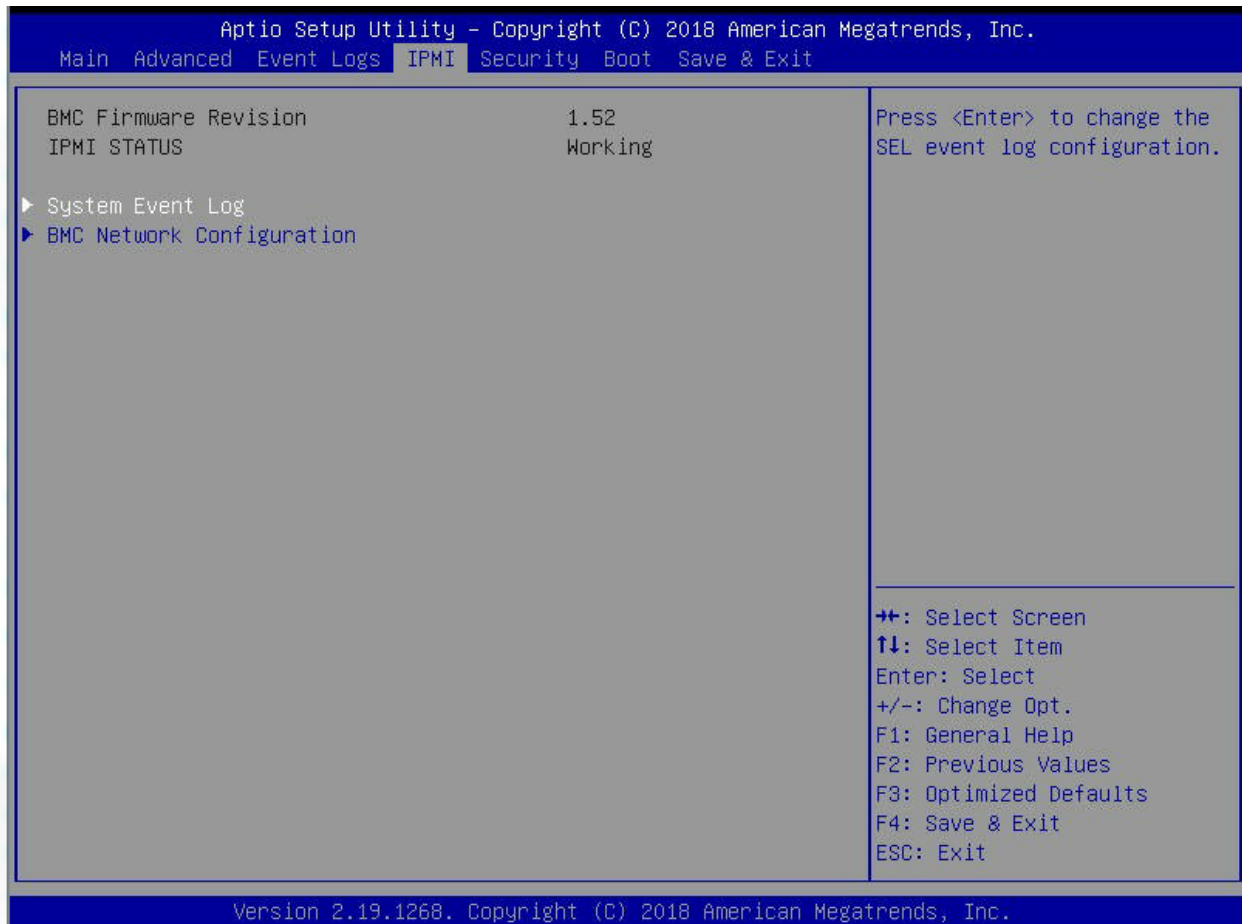 Aptio Setup Utility – Copyright (C) 2018 American Megatrends, Inc.
Main Advanced Event Logs IPMI Security Boot Save & Exit
BMC Firmware Revision 1.52
IPMI STATUS Working
System Event Log
BMC Network Configuration
Press <Enter> to change the
SEL event log configuration.
→←: Select Screen
↑↓: Select Item
Enter: Select
+/-: Change Opt.
F1: General Help
F2: Previous Values
F3: Optimized Defaults
F4: Save & Exit
ESC: Exit
Version 2.19.1268. Copyright (C) 2018 American Megatrends, Inc.